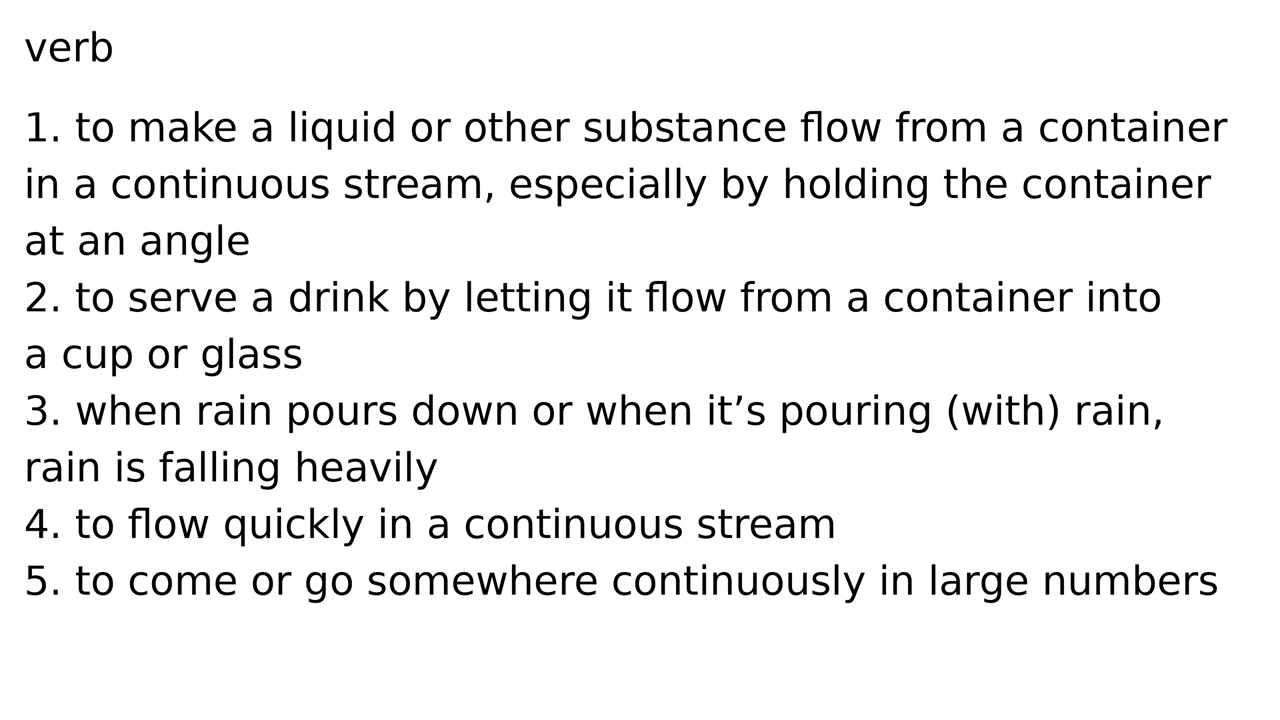 verb
1. to make a liquid or other substance flow from a container
in a continuous stream, especially by holding the container
at an angle
2. to serve a drink by letting it flow from a container into
a cup or glass
3. when rain pours down or when it’s pouring (with) rain,
rain is falling heavily
4. to flow quickly in a continuous stream
5. to come or go somewhere continuously in large numbers